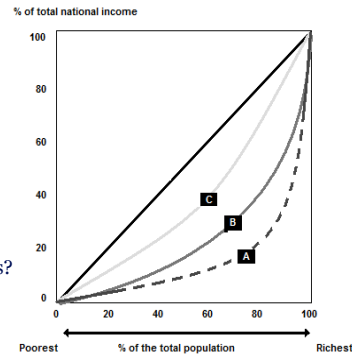 % of total national income
100
80
60
40
20
0
C
B
A
s?
0 20 40 60 80 100
Poorest % of the total population Richest